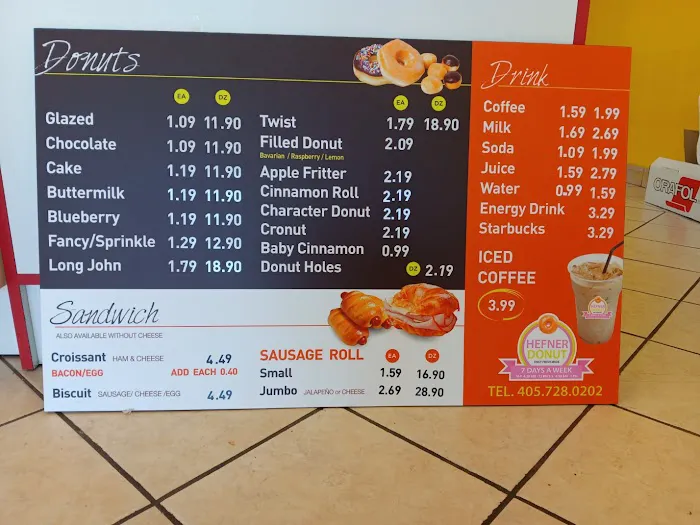 Donuts
EA DZ
Glazed 1.09 11.90
Chocolate 1.09 11.90
Cake 1.19 11.90
Buttermilk 1.19 11.90
Blueberry 1.19 11.90
Fancy/Sprinkle 1.29 12.90
Long John 1.79 18.90
EA DZ
Twist 1.79 18.90
Filled Donut 2.09
Bavarian / Raspberry / Lemon
Apple Fritter 2.19
Cinnamon Roll 2.19
Character Donut 2.19
Cronut 2.19
Baby Cinnamon 0.99
Donut Holes DZ 2.19
Sandwich
ALSO AVAILABLE WITHOUT CHEESE
Croissant HAM & CHEESE 4.49
BACON/EGG ADD EACH 0.40
Biscuit SAUSAGE/ CHEESE /EGG 4.49
SAUSAGE ROLL EA DZ
Small 1.59 16.90
Jumbo JALAPEÑO or CHEESE 2.69 28.90
Drink
Coffee 1.59 1.99
Milk 1.69 2.69
Soda 1.09 1.99
Juice 1.59 2.79
Water 0.99 1.59
Energy Drink 3.29
Starbucks 3.29
ICED
COFFEE
3.99
HEFNER
DONUT
7 DAYS A WEEK
TEL. 405.728.0202
ORAFOL